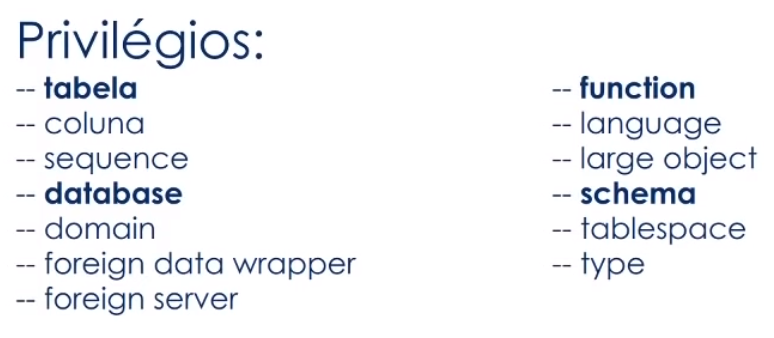 Privilégios:
-- tabela
-- coluna
-- sequence
-- database
-- domain
-- foreign data wrapper
-- foreign server
-- function
-- language
-- large object
-- schema
-- tablespace
-- type